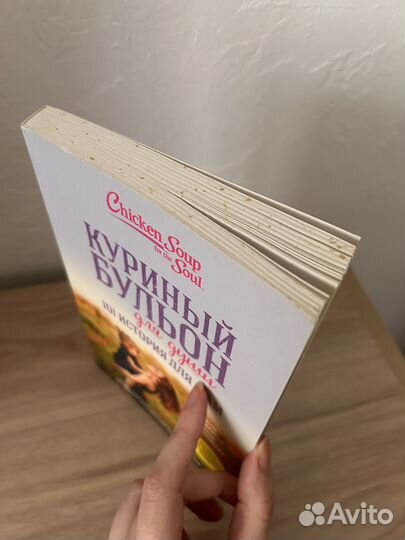 Chicken Soup
for the Soul
КУРИНЫЙ
БУЛЬОН
для души
101 ИСТОРИЯ ДЛЯ
Avito